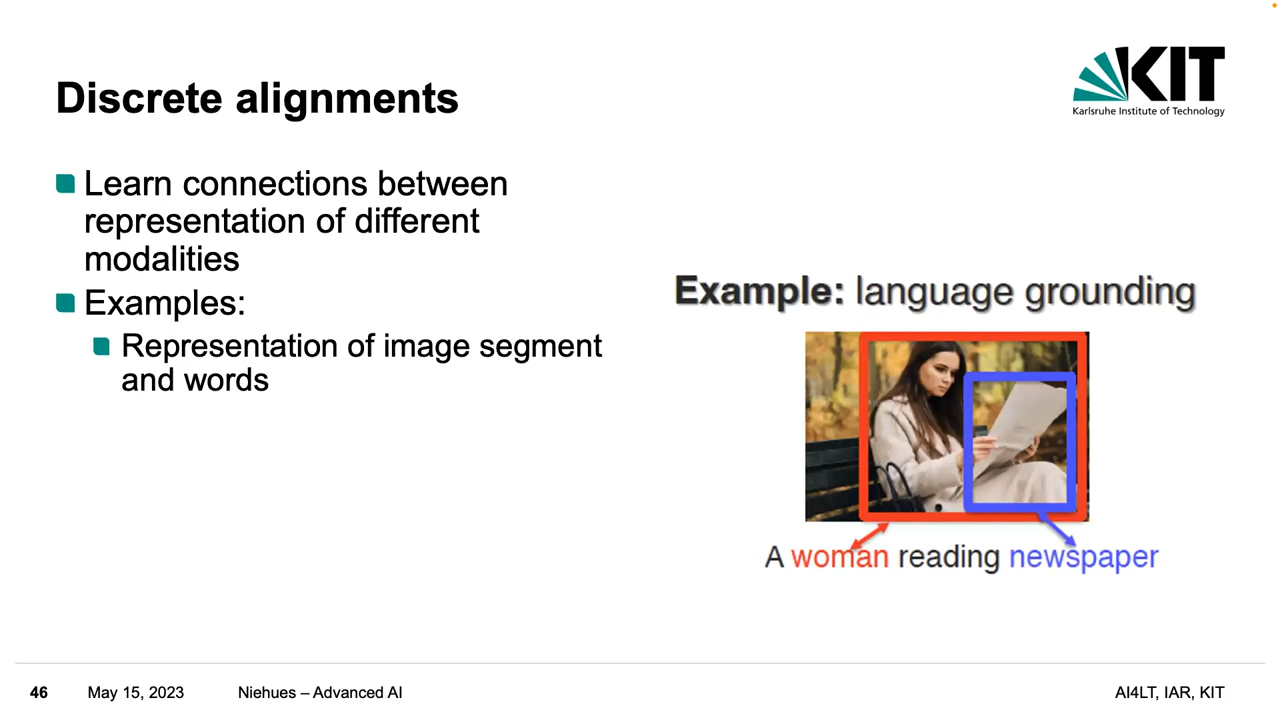 Discrete alignments
KIT
Karlsruhe Institute of Technology
Learn connections between
representation of different
modalities
Examples:
Representation of image segment
and words
Example: language grounding
A woman reading newspaper
46 May 15, 2023 Niehues – Advanced AI AI4LT, IAR, KIT